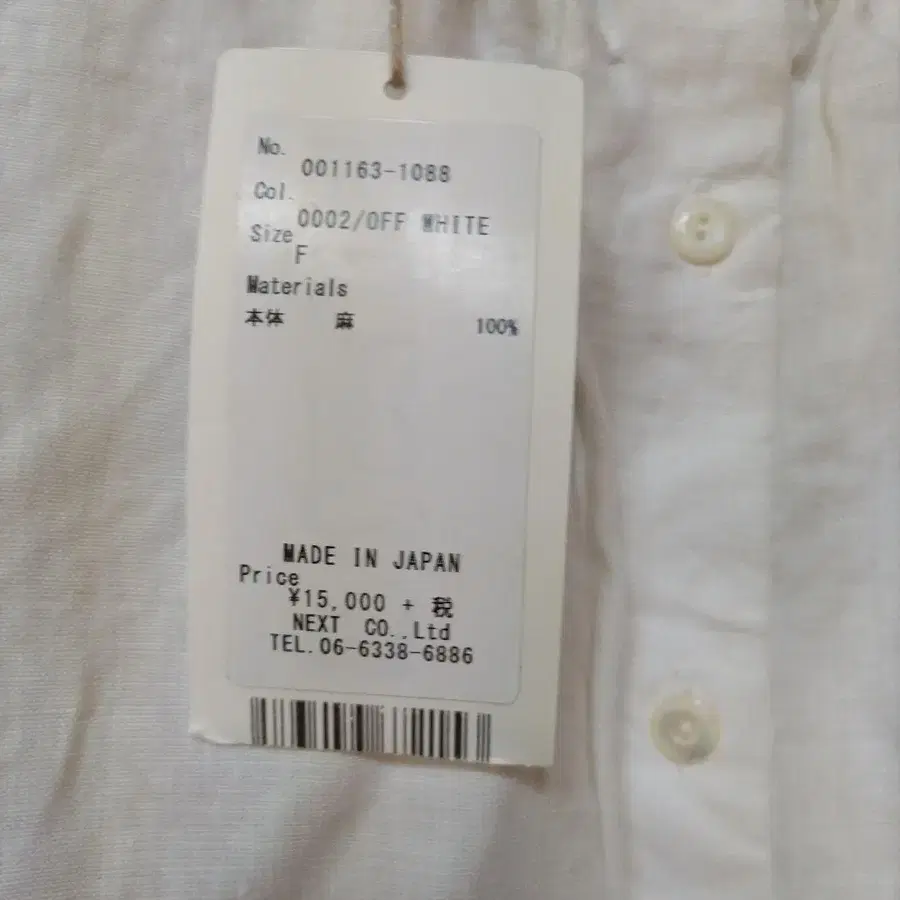 No.
001163-1088
Col.
0002/OFF WHITE
Size
F
Materials
本体 麻 100%
MADE IN JAPAN
Price
¥15,000 + 税
NEXT CO.,Ltd
TEL.06-6338-6886